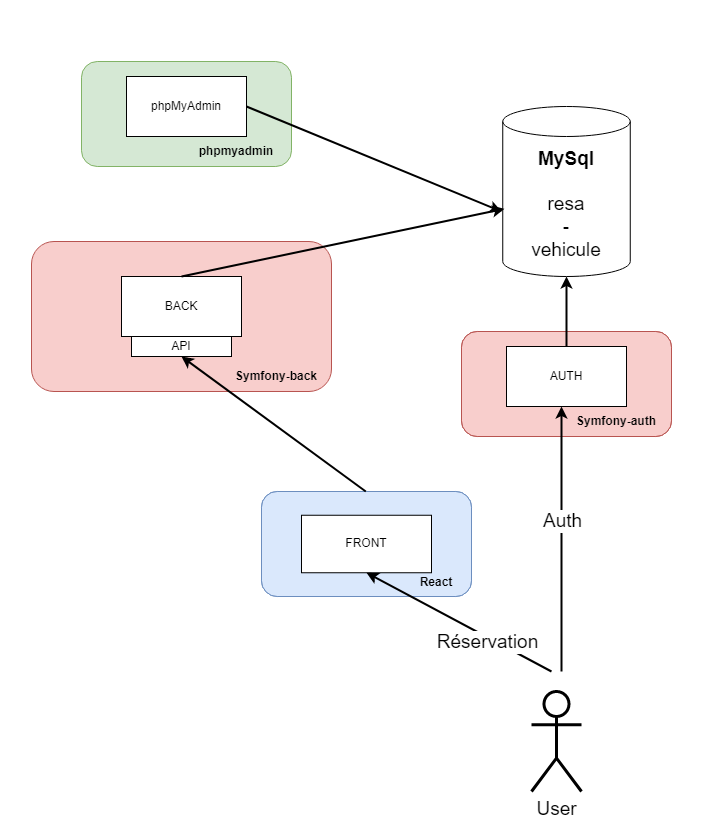 phpMyAdmin
phpmyadmin
MySql
resa
-
vehicule
BACK
API
Symfony-back
AUTH
Symfony-auth
Auth
FRONT
React
Réservation
User